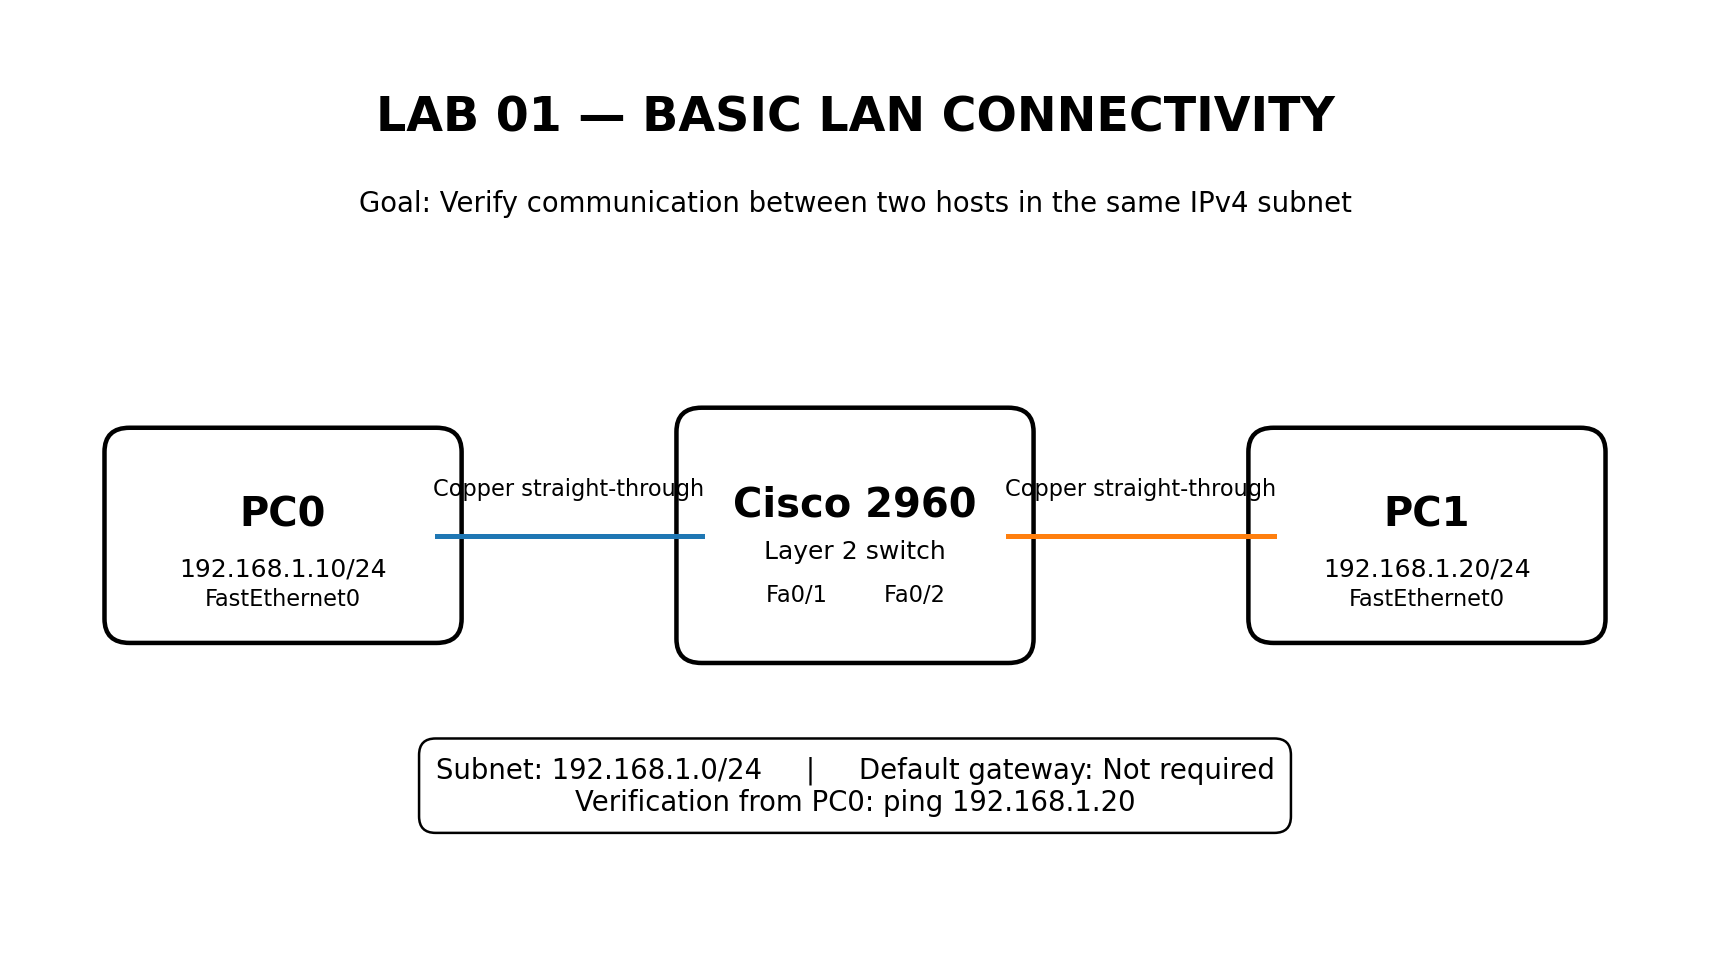 LAB 01 — BASIC LAN CONNECTIVITY
Goal: Verify communication between two hosts in the same IPv4 subnet
PC0
192.168.1.10/24
FastEthernet0
Copper straight-through
Cisco 2960
Layer 2 switch
Fa0/1 Fa0/2
Copper straight-through
PC1
192.168.1.20/24
FastEthernet0
Subnet: 192.168.1.0/24 | Default gateway: Not required
Verification from PC0: ping 192.168.1.20